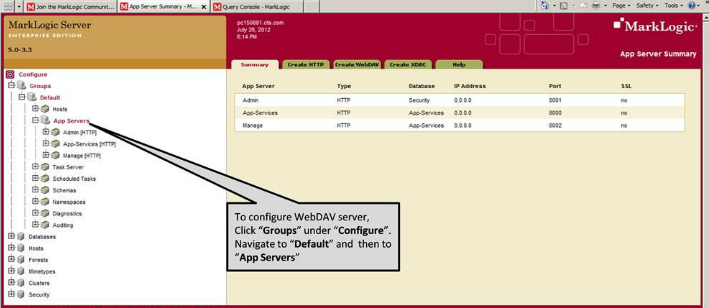 Join the MarkLogic Communit...
App Server Summary - M...
Query Console - MarkLogic
Page
Safety
Tools
MarkLogic Server
ENTERPRISE EDITION
5.0-3.3
pc150881.cts.com
July 26, 2012
6:14 PM
MarkLogic
App Server Summary
Summary
Create HTTP
Create WebDAV
Create XDBC
Help
Configure
Groups
Default
Hosts
App Servers
Admin [HTTP]
App-Services [HTTP]
Manage [HTTP]
Task Server
Scheduled Tasks
Schemas
Namespaces
Diagnostics
Auditing
Databases
Hosts
Forests
Mimetypes
Clusters
Security
App Server Type Database IP Address Port SSL
Admin HTTP Security 0.0.0.0 8001 no
App-Services HTTP App-Services 0.0.0.0 8000 no
Manage HTTP App-Services 0.0.0.0 8002 no
To configure WebDAV server,
Click “Groups” under “Configure”.
Navigate to “Default” and then to
“App Servers”